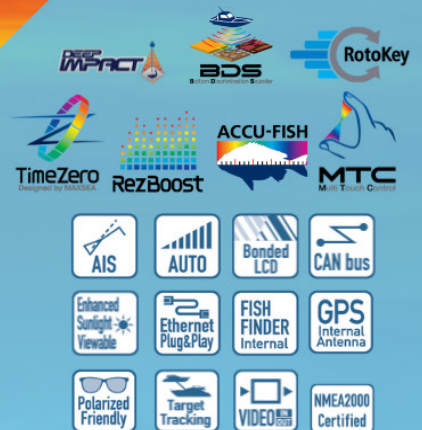 DEEP
IMPACT
BDS
Bottom Discrimination Sounder
RotoKey
TimeZero
Designed by MAXSEA
RezBoost
ACCU-FISH
MTC
Multi Touch Control
AIS
AUTO
Bonded
LCD
CAN bus
Enhanced
Sunlight
Viewable
Ethernet
Plug&Play
FISH
FINDER
Internal
GPS
Internal
Antenna
Polarized
Friendly
Target
Tracking
VIDEO IN
OUT
NMEA2000
Certified